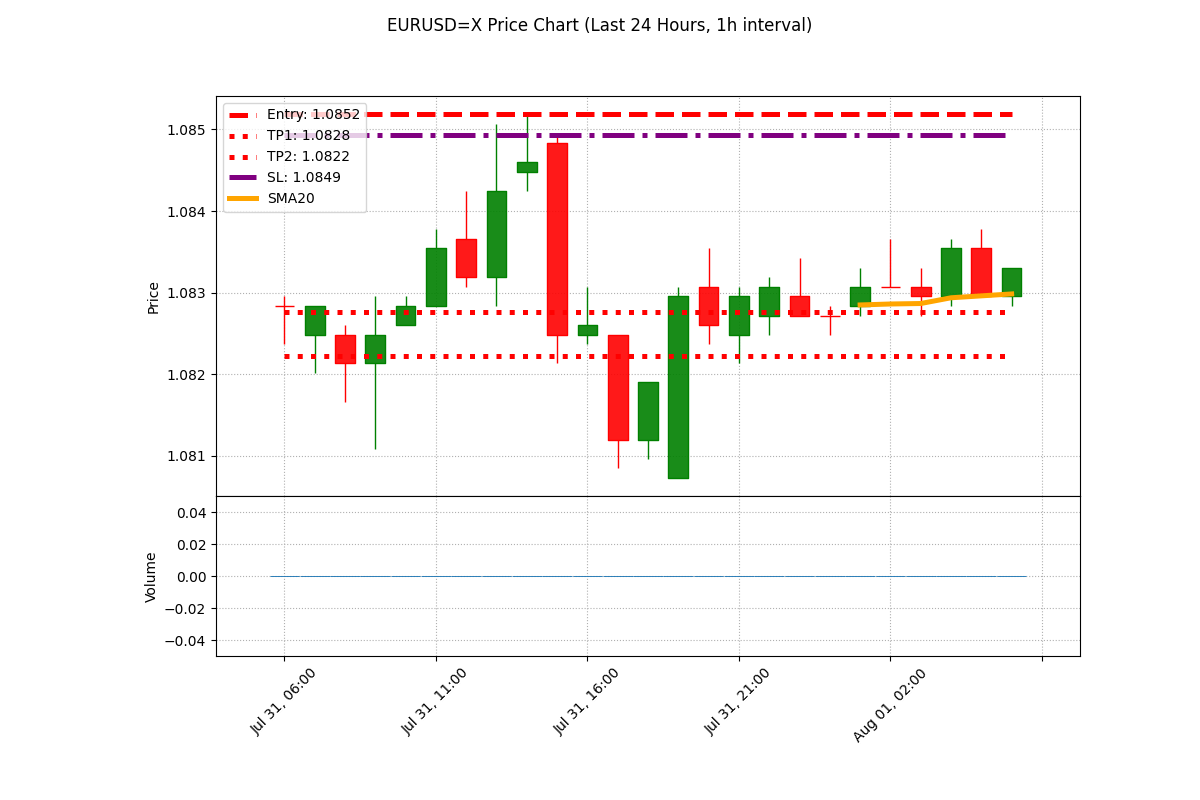 EURUSD=X Price Chart (Last 24 Hours, 1h interval)
Entry: 1.0852
TP1: 1.0828
TP2: 1.0822
SL: 1.0849
SMA20
1.085
1.084
1.083
1.082
1.081
Price
0.04
0.02
0.00
−0.02
−0.04
Volume
Jul 31, 06:00
Jul 31, 11:00
Jul 31, 16:00
Jul 31, 21:00
Aug 01, 02:00